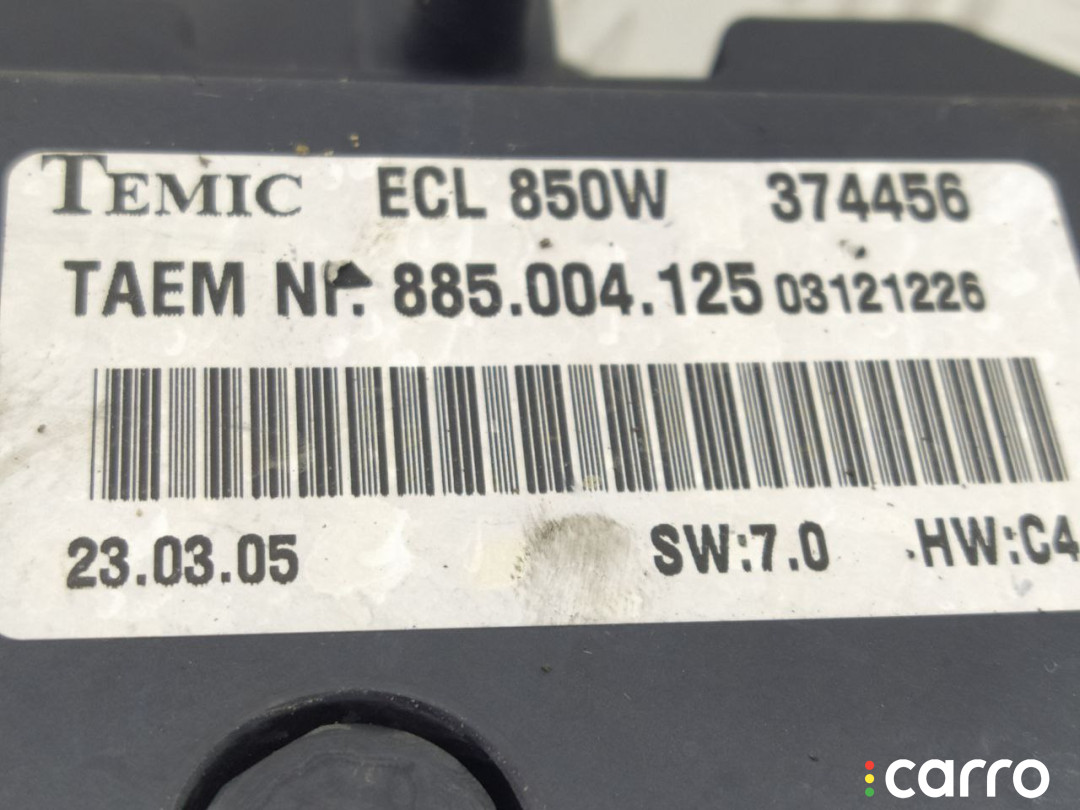 TEMIC ECL 850W 374456
TAEM Nr. 885.004.125 03121226
23.03.05 SW:7.0 HW:C4
carro